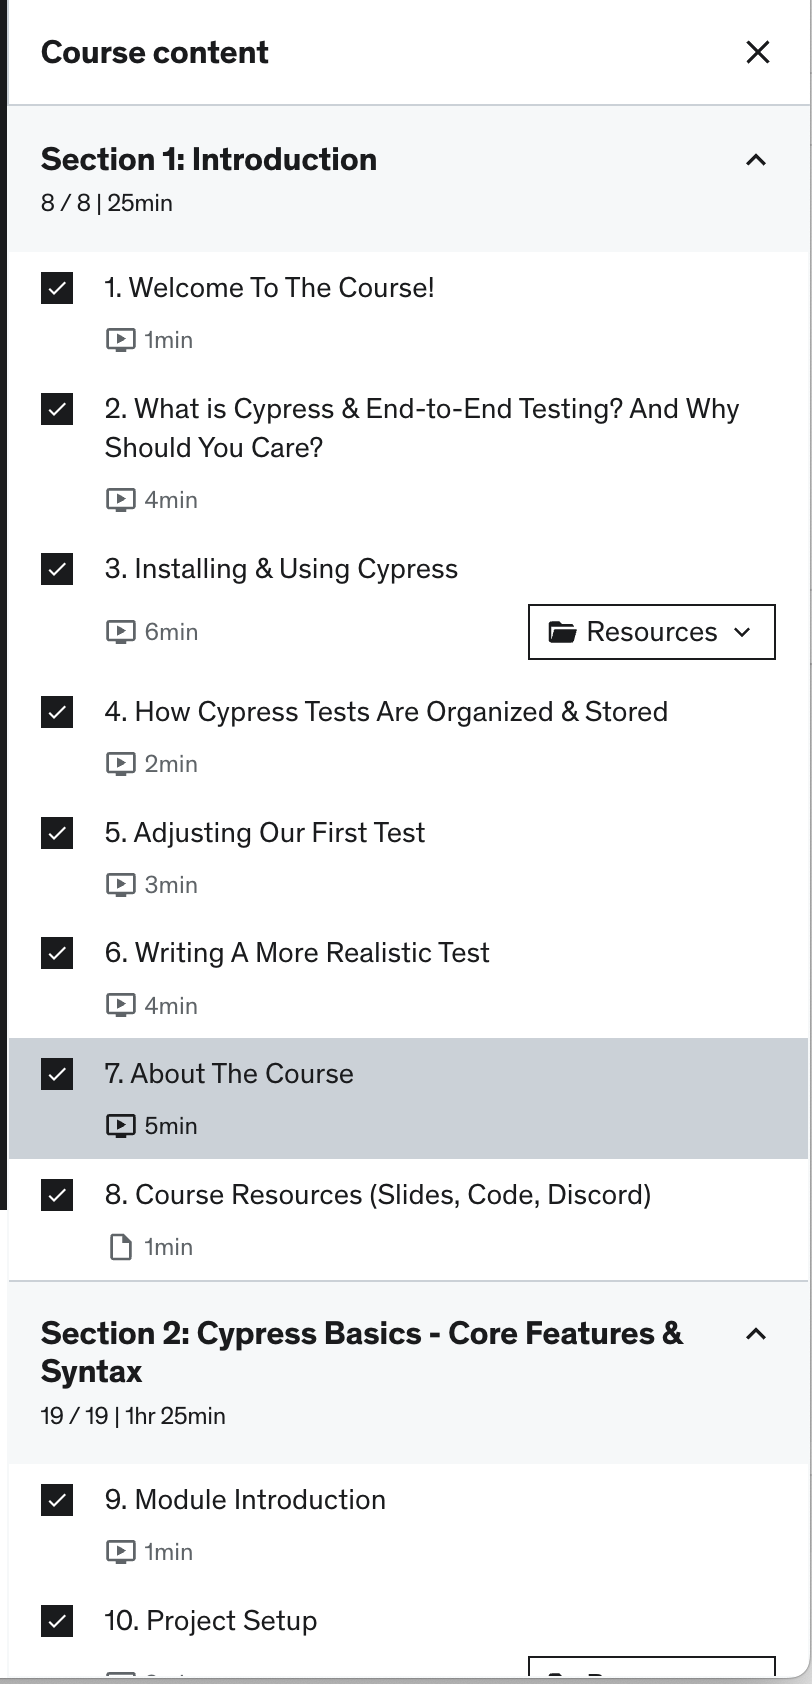 Course content
Section 1: Introduction
8 / 8 | 25min
1. Welcome To The Course!
1min
2. What is Cypress & End-to-End Testing? And Why
Should You Care?
4min
3. Installing & Using Cypress
6min
Resources
4. How Cypress Tests Are Organized & Stored
2min
5. Adjusting Our First Test
3min
6. Writing A More Realistic Test
4min
7. About The Course
5min
8. Course Resources (Slides, Code, Discord)
1min
Section 2: Cypress Basics - Core Features &
Syntax
19 / 19 | 1hr 25min
9. Module Introduction
1min
10. Project Setup